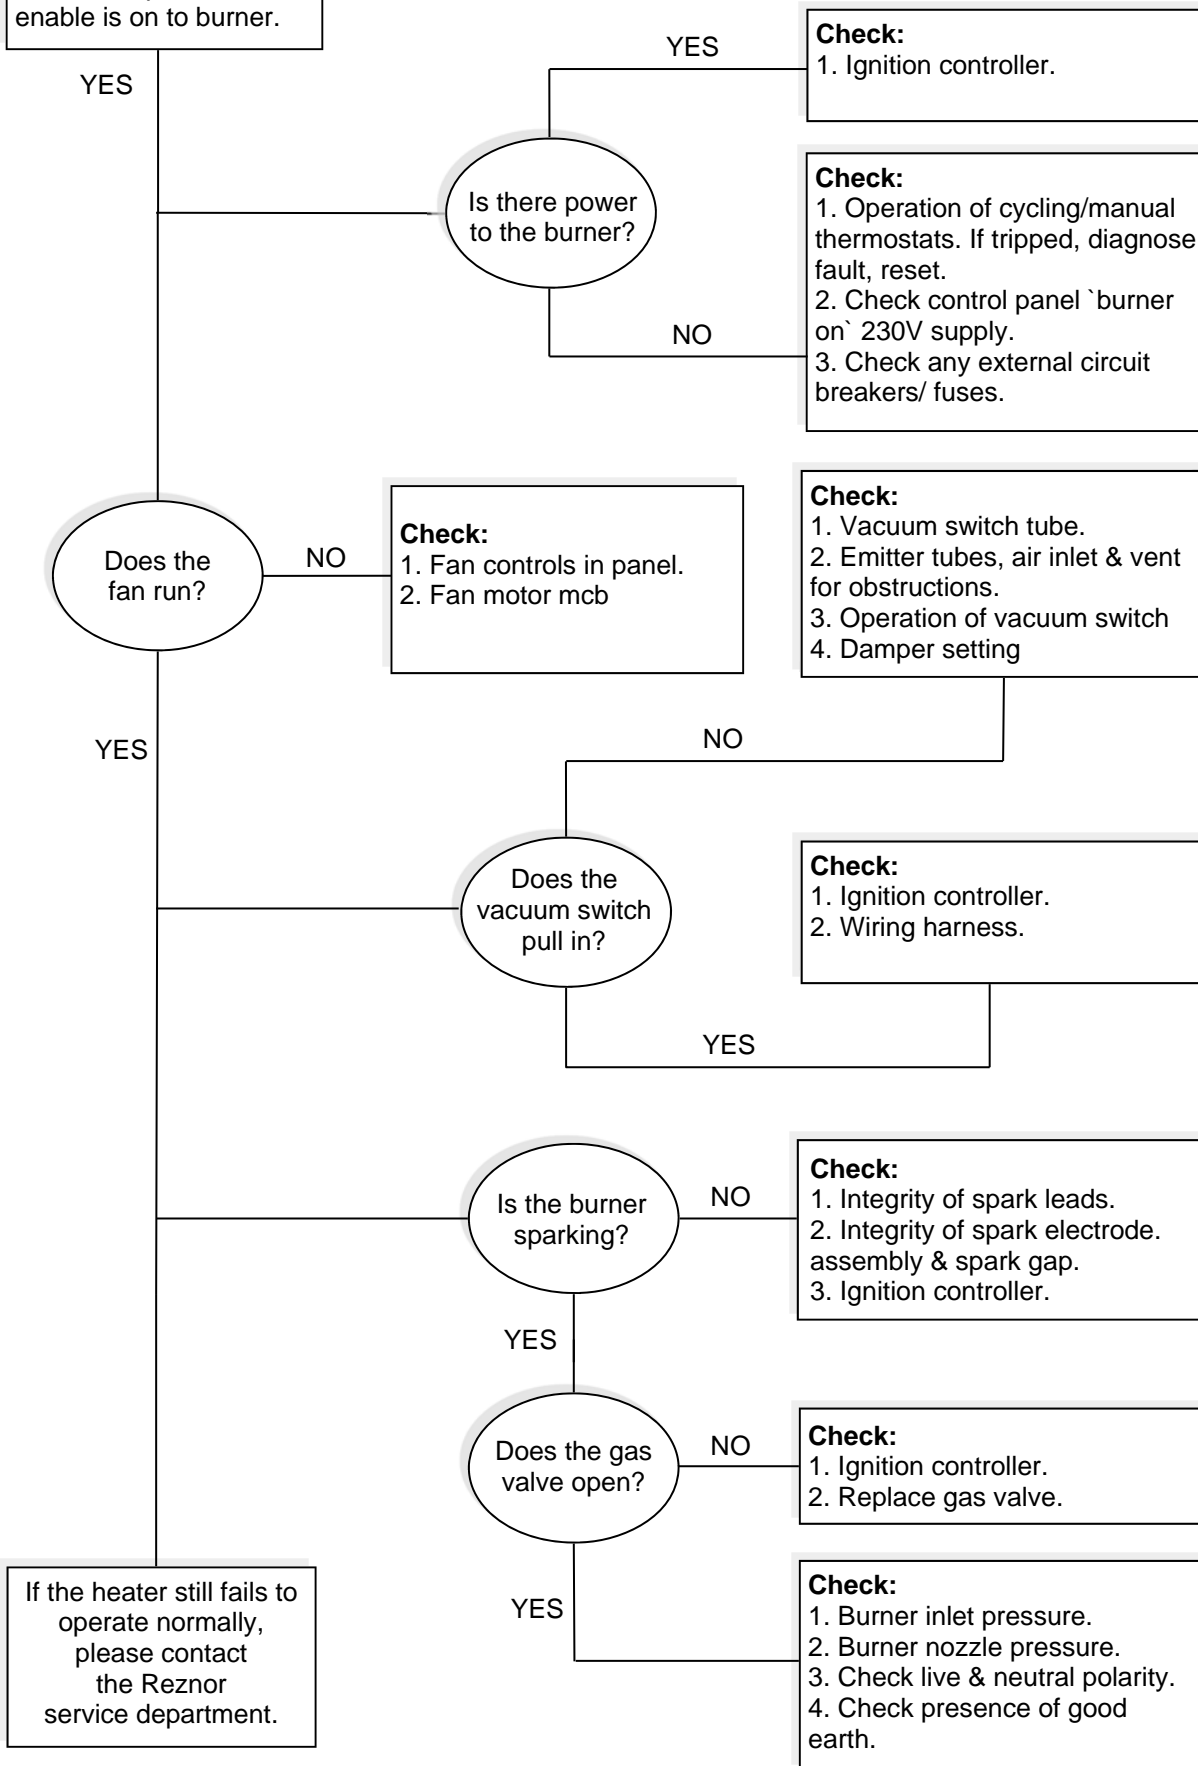 enable is on to burner.
YES
YES
Check:
1. Ignition controller.
Is there power
to the burner?
Check:
1. Operation of cycling/manual
thermostats. If tripped, diagnose
fault, reset.
2. Check control panel `burner
on` 230V supply.
3. Check any external circuit
breakers/ fuses.
NO
Does the
fan run?
NO
Check:
1. Fan controls in panel.
2. Fan motor mcb
Check:
1. Vacuum switch tube.
2. Emitter tubes, air inlet & vent
for obstructions.
3. Operation of vacuum switch
4. Damper setting
YES
NO
Does the
vacuum switch
pull in?
Check:
1. Ignition controller.
2. Wiring harness.
YES
Is the burner
sparking?
NO
Check:
1. Integrity of spark leads.
2. Integrity of spark electrode.
assembly & spark gap.
3. Ignition controller.
YES
Does the gas
valve open?
NO
Check:
1. Ignition controller.
2. Replace gas valve.
YES
Check:
1. Burner inlet pressure.
2. Burner nozzle pressure.
3. Check live & neutral polarity.
4. Check presence of good
earth.
If the heater still fails to
operate normally,
please contact
the Reznor
service department.